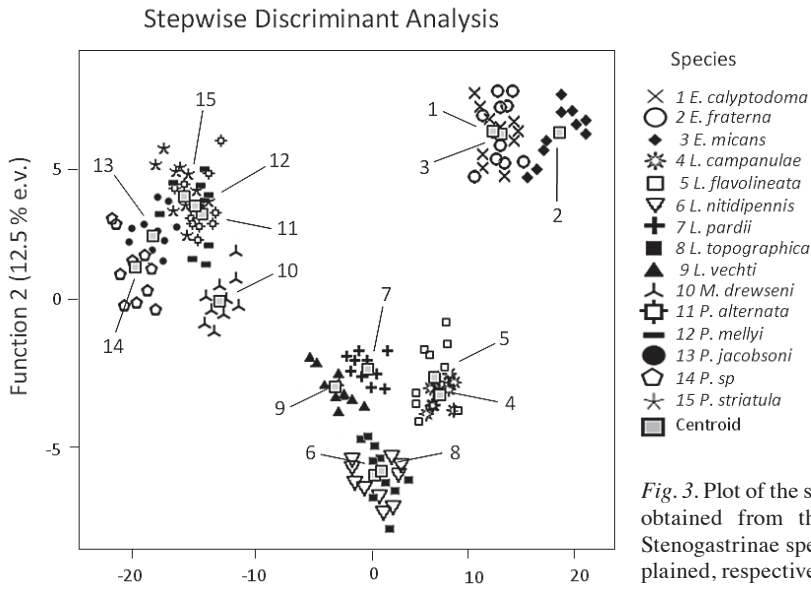 Stepwise Discriminant Analysis
Function 2 (12.5 % e.v.)
5
0
-5
-20
-10
0
10
20
15
13
12
11
10
14
1
3
2
7
5
9
4
6
8
Species
1 E. calyptodoma
2 E. fraterna
3 E. micans
4 L. campanulae
5 L. flavolineata
6 L. nitidipennis
7 L. pardii
8 L. topographica
9 L. vechti
10 M. drewseni
11 P. alternata
12 P. mellyi
13 P. jacobsoni
14 P. sp
15 P. striatula
Centroid
Fig. 3. Plot of the s
obtained from th
Stenogastrinae spe
plained, respective